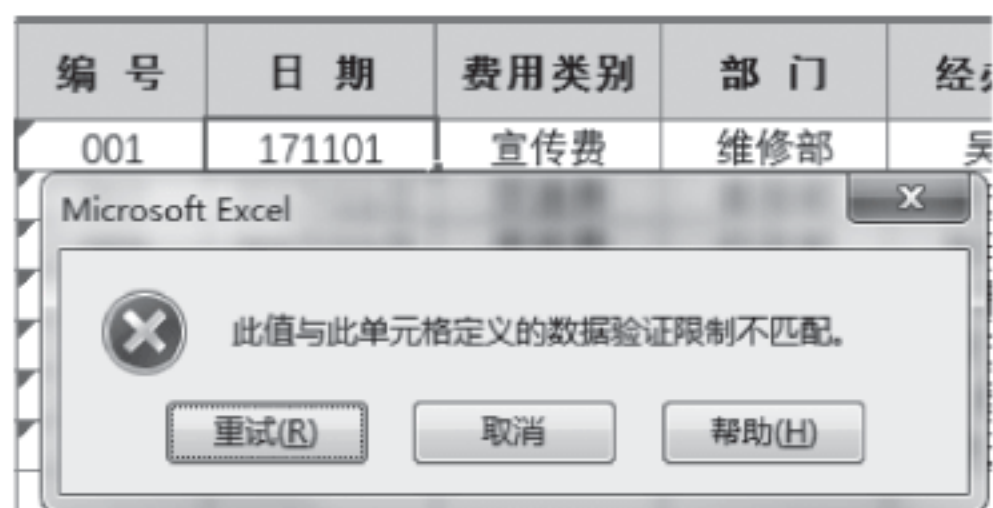 编 号 日 期 费用类别 部 门 经
001 171101 宣传费 维修部 吴
Microsoft Excel
此值与此单元格定义的数据验证限制不匹配。
重试(R) 取消 帮助(H)